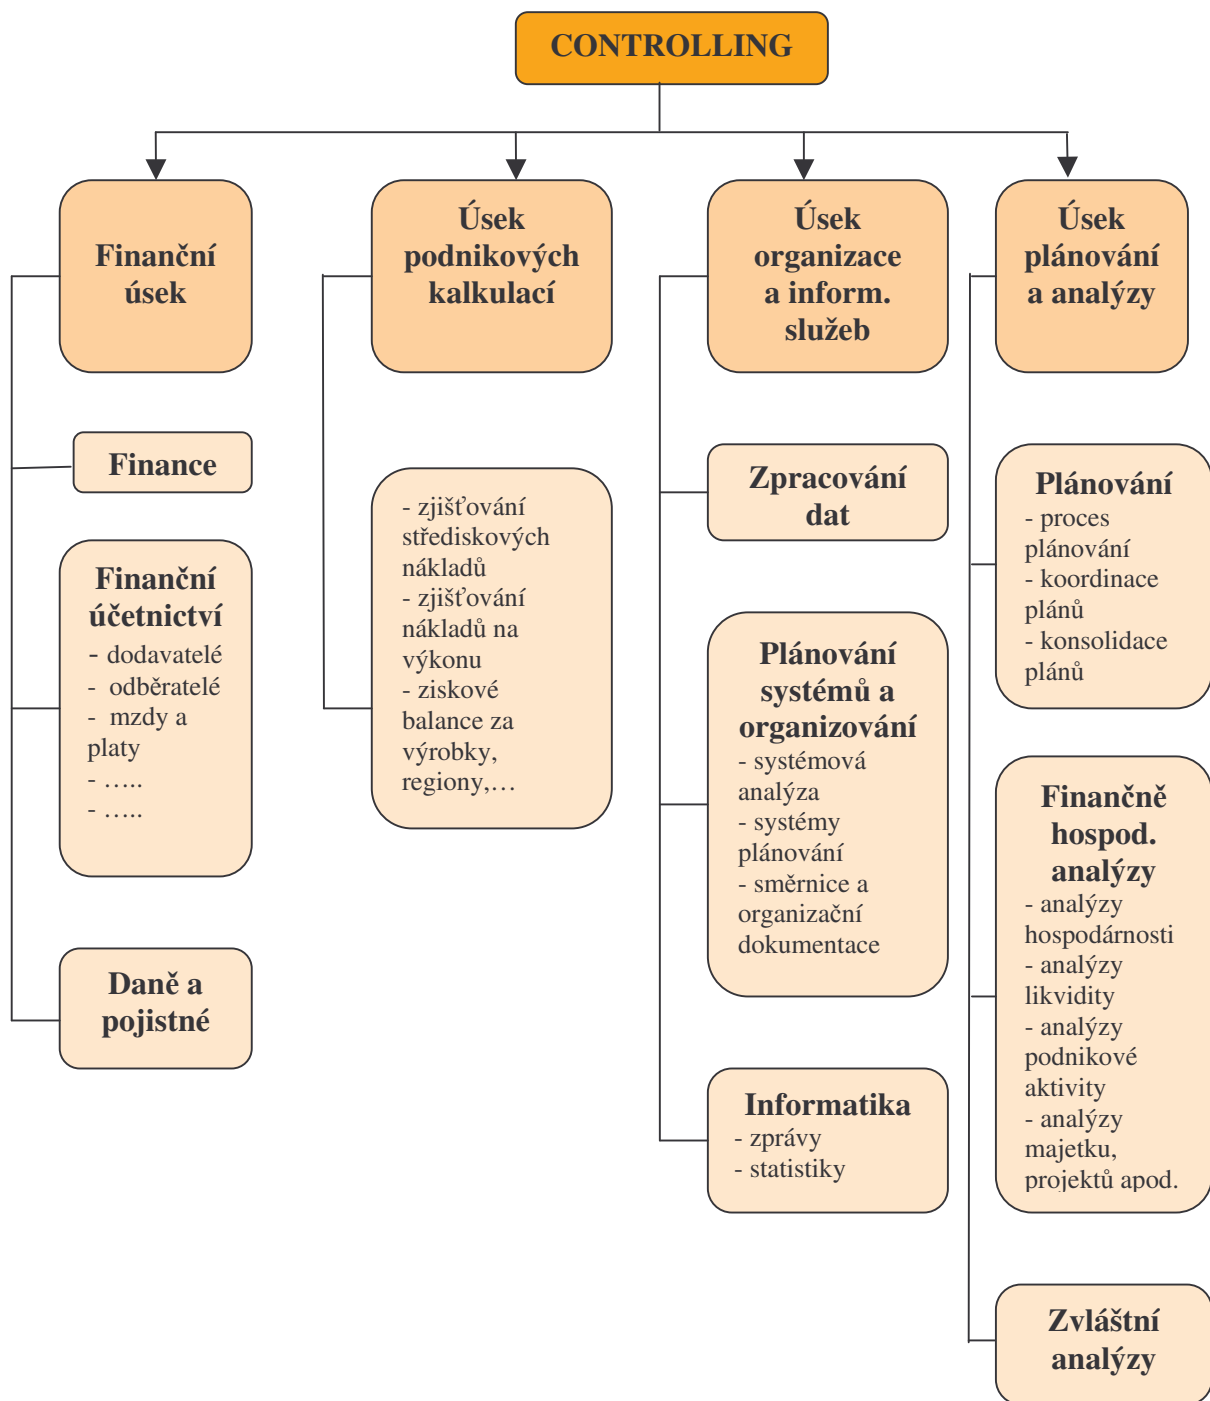 CONTROLLING
Finanční
úsek
Finance
Finanční
účetnictví
- dodavatelé
- odběratelé
- mzdy a
platy
- …..
- …..
Daně a
pojistné
Úsek
podnikových
kalkulací
- zjišťování
střediskových
nákladů
- zjišťování
nákladů na
výkonu
- ziskové
balance za
výrobky,
regiony,…
Úsek
organizace
a inform.
služeb
Zpracování
dat
Plánování
systémů a
organizování
- systémová
analýza
- systémy
plánování
- směrnice a
organizační
dokumentace
Informatika
- zprávy
- statistiky
Úsek
plánování
a analýzy
Plánování
- proces
plánování
- koordinace
plánů
- konsolidace
plánů
Finančně
hospod.
analýzy
- analýzy
hospodárnosti
- analýzy
likvidity
- analýzy
podnikové
aktivity
- analýzy
majetku,
projektů apod.
Zvláštní
analýzy